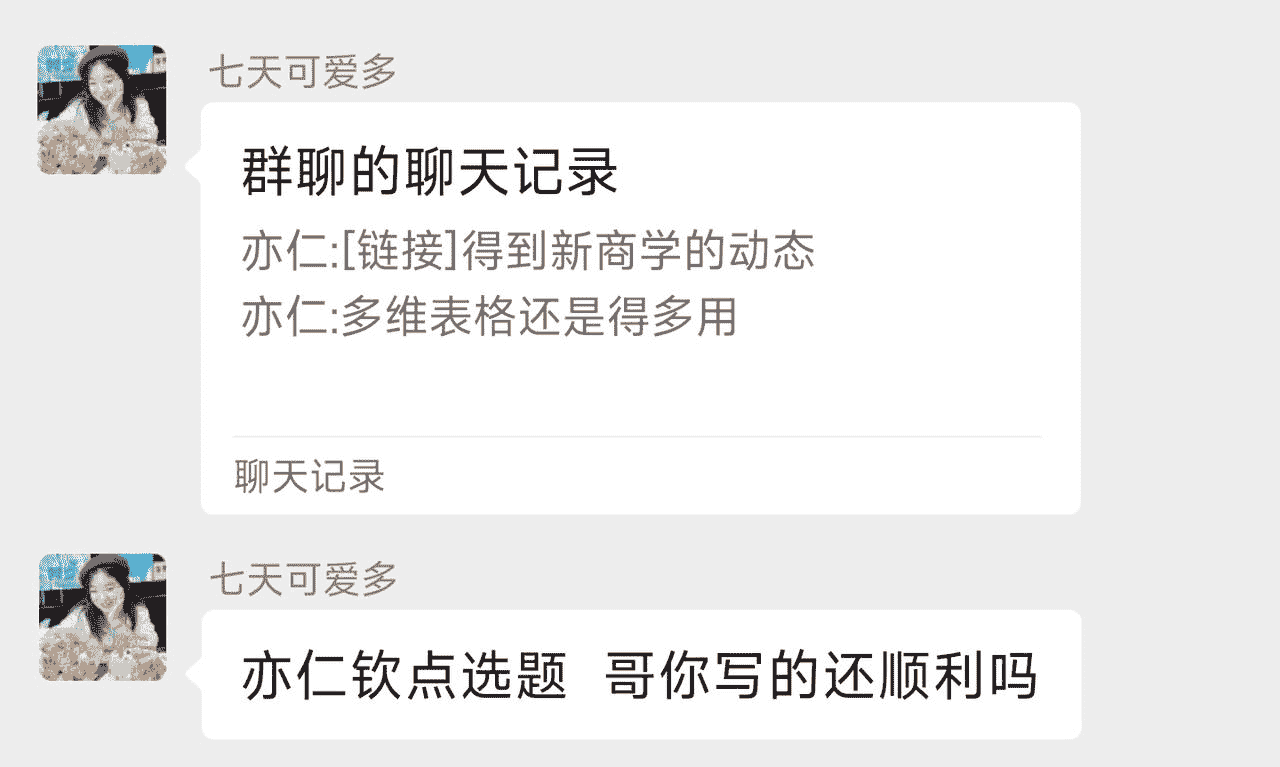 七天可爱多
群聊的聊天记录
亦仁:[链接]得到新商学的动态
亦仁:多维表格还是得多用
聊天记录
七天可爱多
亦仁钦点选题 哥你写的还顺利吗